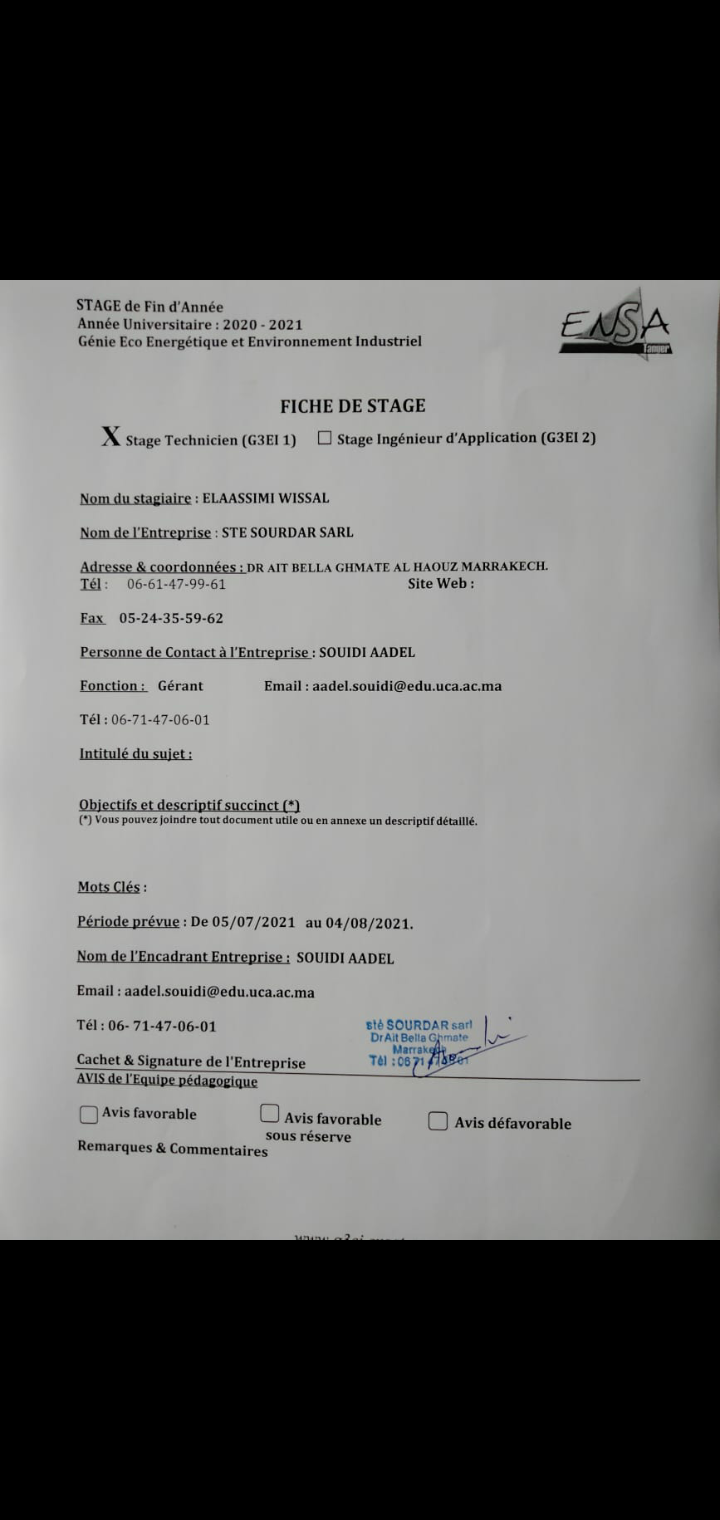 STAGE de Fin d'Année
Année Universitaire : 2020 - 2021
Génie Eco Energétique et Environnement Industriel
ENSA
Tanger
FICHE DE STAGE
X Stage Technicien (G3EI 1) ☐ Stage Ingénieur d'Application (G3EI 2)
Nom du stagiaire : ELAASSIMI WISSAL
Nom de l'Entreprise : STE SOURDAR SARL
Adresse & coordonnées : DR AIT BELLA GHMATE AL HAOUZ MARRAKECH.
Tél : 06-61-47-99-61 Site Web :
Fax 05-24-35-59-62
Personne de Contact à l'Entreprise : SOUIDI AADEL
Fonction : Gérant Email : aadel.souidi@edu.uca.ac.ma
Tél : 06-71-47-06-01
Intitulé du sujet :
Objectifs et descriptif succinct (*)
(*) Vous pouvez joindre tout document utile ou en annexe un descriptif détaillé.
Mots Clés :
Période prévue : De 05/07/2021 au 04/08/2021.
Nom de l'Encadrant Entreprise : SOUIDI AADEL
Email : aadel.souidi@edu.uca.ac.ma
Tél : 06- 71-47-06-01
sté SOURDAR sarl
Dr Ait Bella Ghmate
Marrakech
Tél : 0671
Cachet & Signature de l'Entreprise
AVIS de l'Equipe pédagogique
☐ Avis favorable ☐ Avis favorable sous réserve ☐ Avis défavorable
Remarques & Commentaires